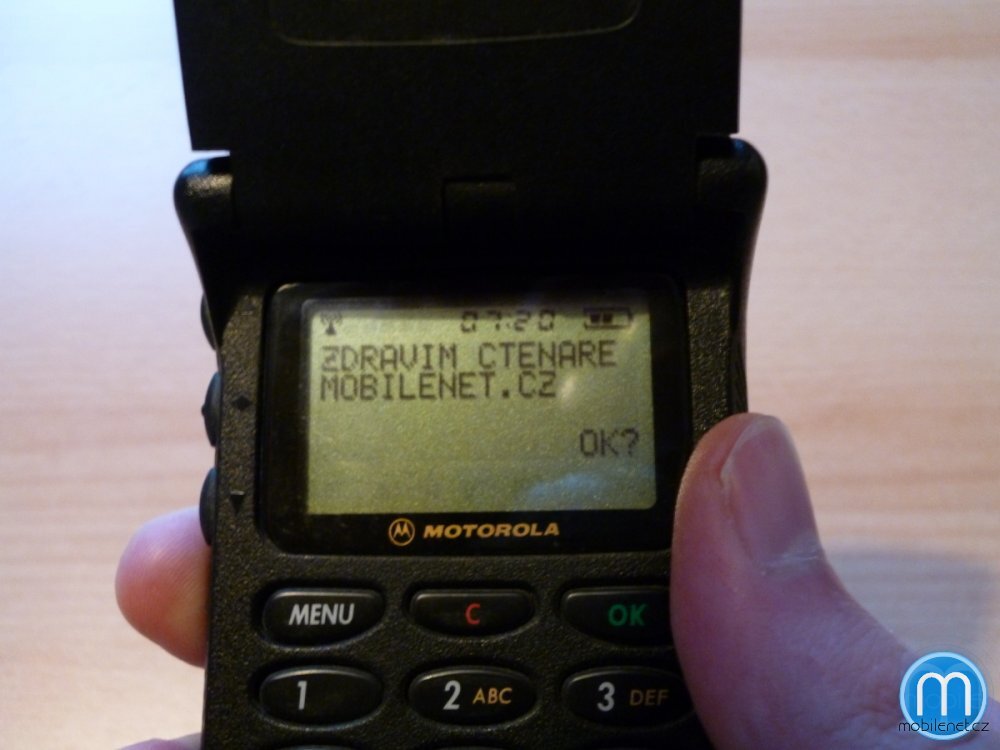 07:20
ZDRAVIM CTENARE
MOBILENET.CZ
OK?
MOTOROLA
MENU C OK
1 2 ABC 3 DEF
mobilenet.cz